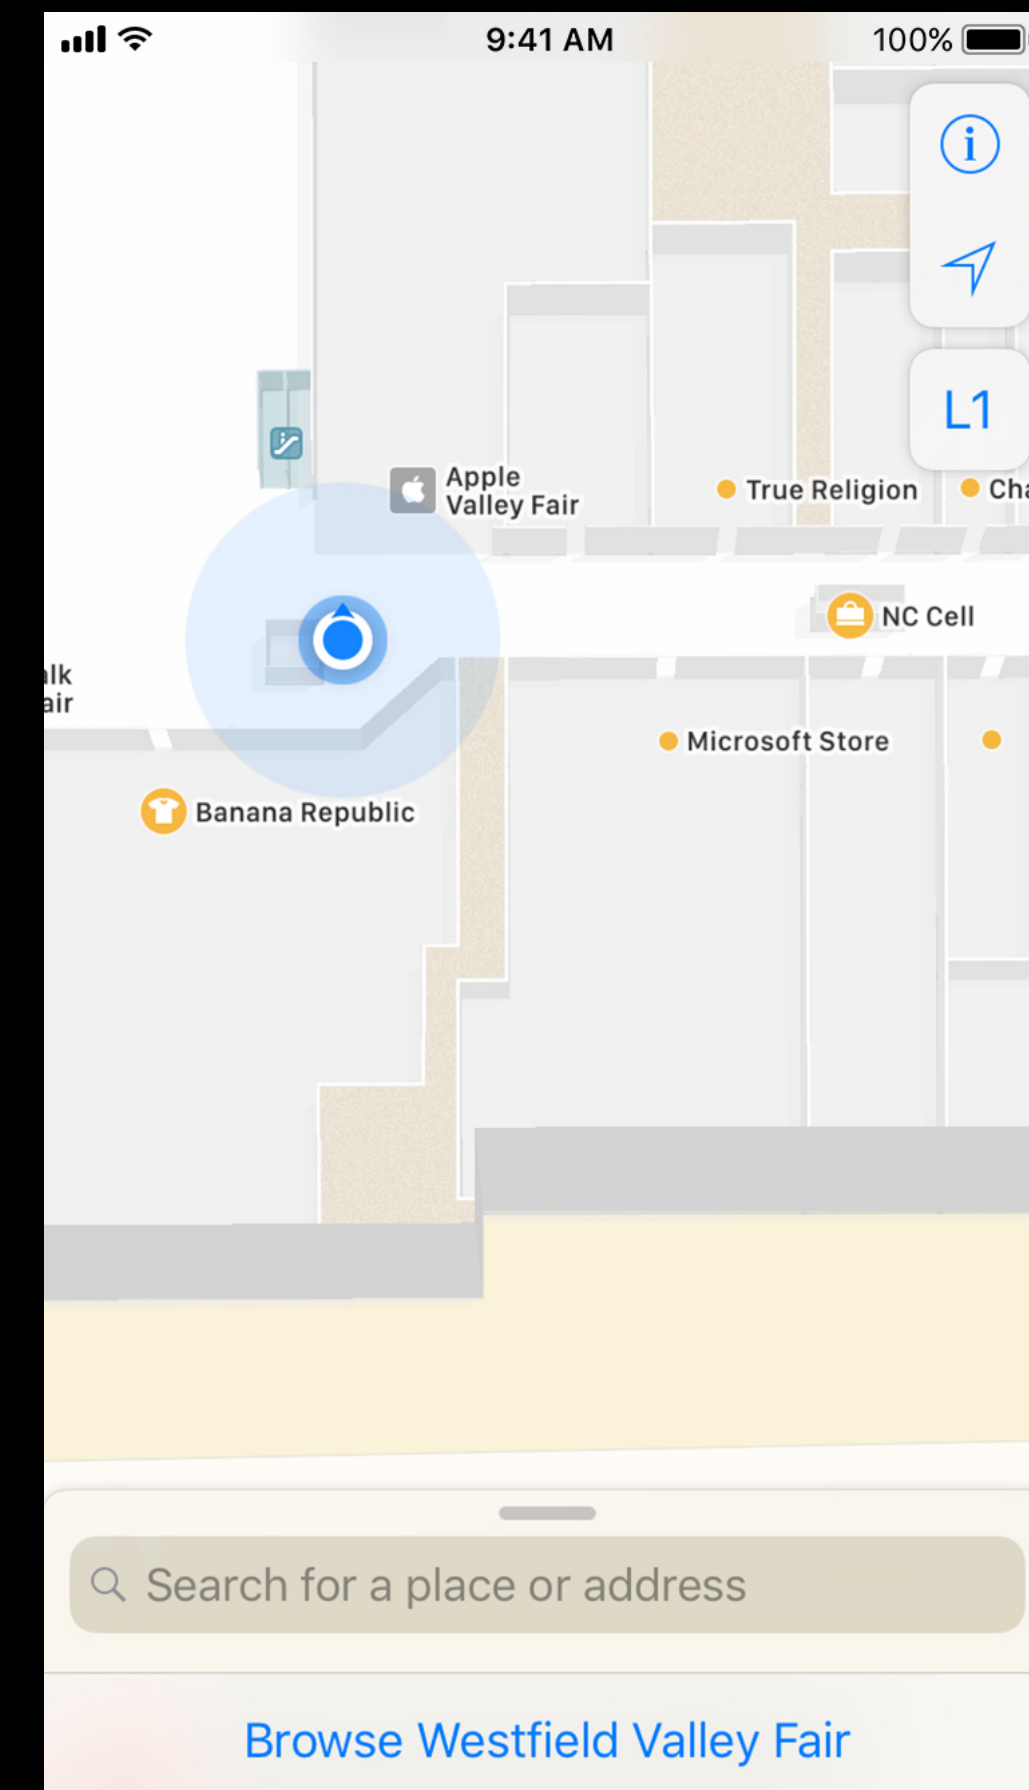 9:41 AM
100%
L1
Apple
Valley Fair
True Religion
NC Cell
Microsoft Store
Banana Republic
Search for a place or address
Browse Westfield Valley Fair